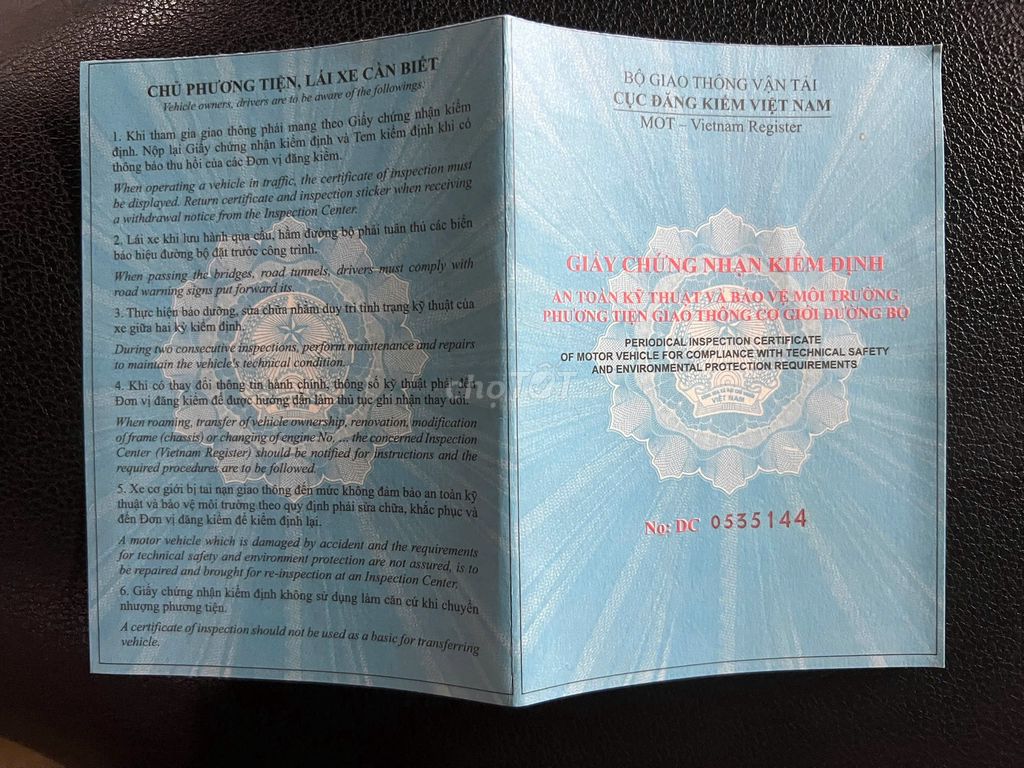 CHỦ PHƯƠNG TIỆN, LÁI XE CẦN BIẾT
Vehicle owners, drivers are to be aware of the followings:
1. Khi tham gia giao thông phải mang theo Giấy chứng nhận kiểm
định. Nộp lại Giấy chứng nhận kiểm định và Tem kiểm định khi có
thông báo thu hồi của các Đơn vị đăng kiểm.
When operating a vehicle in traffic, the certificate of inspection must
be displayed. Return certificate and inspection sticker when receiving
a withdrawal notice from the Inspection Center.
2. Lái xe khi lưu hành qua cầu, hầm đường bộ phải tuân thủ các biển
báo hiệu đường bộ đặt trước công trình.
When passing the bridges, road tunnels, drivers must comply with
road warning signs put forward its.
3. Thực hiện bảo dưỡng, sửa chữa nhằm duy trì tình trạng kỹ thuật của
xe giữa hai kỳ kiểm định.
During two consecutive inspections, perform maintenance and repairs
to maintain the vehicle's technical condition.
4. Khi có thay đổi thông tin hành chính, thông số kỹ thuật phải đến
Đơn vị đăng kiểm để được hướng dẫn làm thủ tục ghi nhận thay đổi.
When roaming, transfer of vehicle ownership, renovation, modification
of frame (chassis) or changing of engine No, ... the concerned Inspection
Center (Vietnam Register) should be notified for instructions and the
required procedures are to be followed.
5. Xe cơ giới bị tai nạn giao thông đến mức không đảm bảo an toàn kỹ
thuật và bảo vệ môi trường theo quy định phải sửa chữa, khắc phục và
đến Đơn vị đăng kiểm để kiểm định lại.
A motor vehicle which is damaged by accident and the requirements
for technical safety and environment protection are not assured, is to
be repaired and brought for re-inspection at an Inspection Center.
6. Giấy chứng nhận kiểm định không sử dụng làm căn cứ khi chuyển
nhượng phương tiện.
A certificate of inspection should not be used as a basic for transferring
vehicle.
BỘ GIAO THÔNG VẬN TẢI
CỤC ĐĂNG KIỂM VIỆT NAM
MOT – Vietnam Register
GIẤY CHỨNG NHẬN KIỂM ĐỊNH
AN TOÀN KỸ THUẬT VÀ BẢO VỆ MÔI TRƯỜNG
PHƯƠNG TIỆN GIAO THÔNG CƠ GIỚI ĐƯỜNG BỘ
PERIODICAL INSPECTION CERTIFICATE
OF MOTOR VEHICLE FOR COMPLIANCE WITH TECHNICAL SAFETY
AND ENVIRONMENTAL PROTECTION REQUIREMENTS
chợTỐT
CỘNG HÒA XÃ HỘI CHỦ NGHĨA
VIỆT NAM
No: DC 0535144